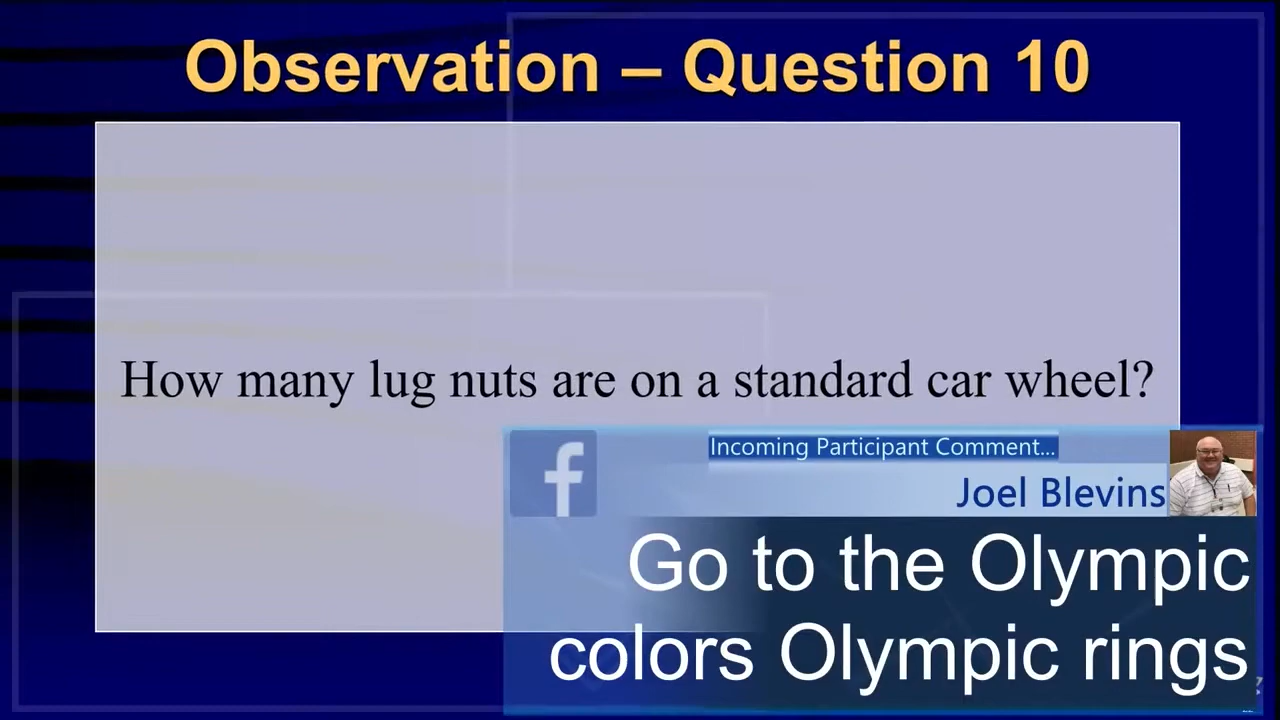 Observation – Question 10
How many lug nuts are on a standard car wheel?
Incoming Participant Comment...
Joel Blevins
Go to the Olympic
colors Olympic rings